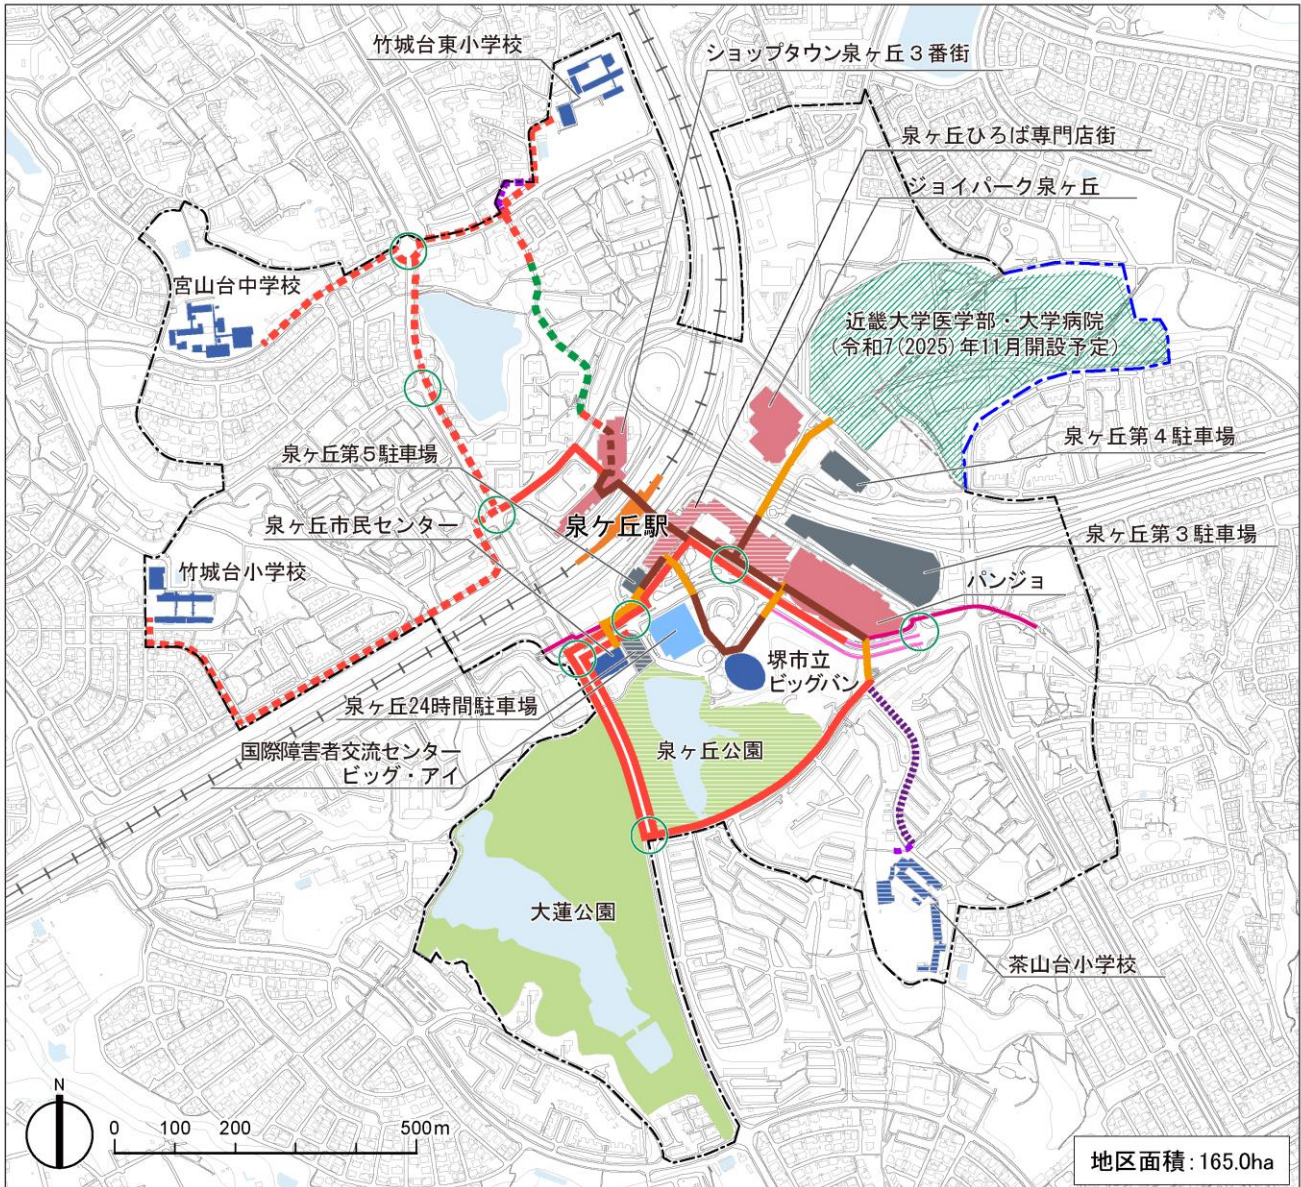 竹城台東小学校
ショップタウン泉ヶ丘3番街
泉ヶ丘ひろば専門店街
ジョイパーク泉ヶ丘
宮山台中学校
近畿大学医学部・大学病院
(令和7(2025)年11月開設予定)
泉ヶ丘第4駐車場
泉ヶ丘第5駐車場
泉ヶ丘市民センター
泉ケ丘駅
泉ヶ丘第3駐車場
竹城台小学校
パンジョ
堺市立
ビッグバン
泉ヶ丘24時間駐車場
国際障害者交流センター
ビッグ・アイ
泉ヶ丘公園
大蓮公園
茶山台小学校
N
0 100 200 500m
地区面積:165.0ha